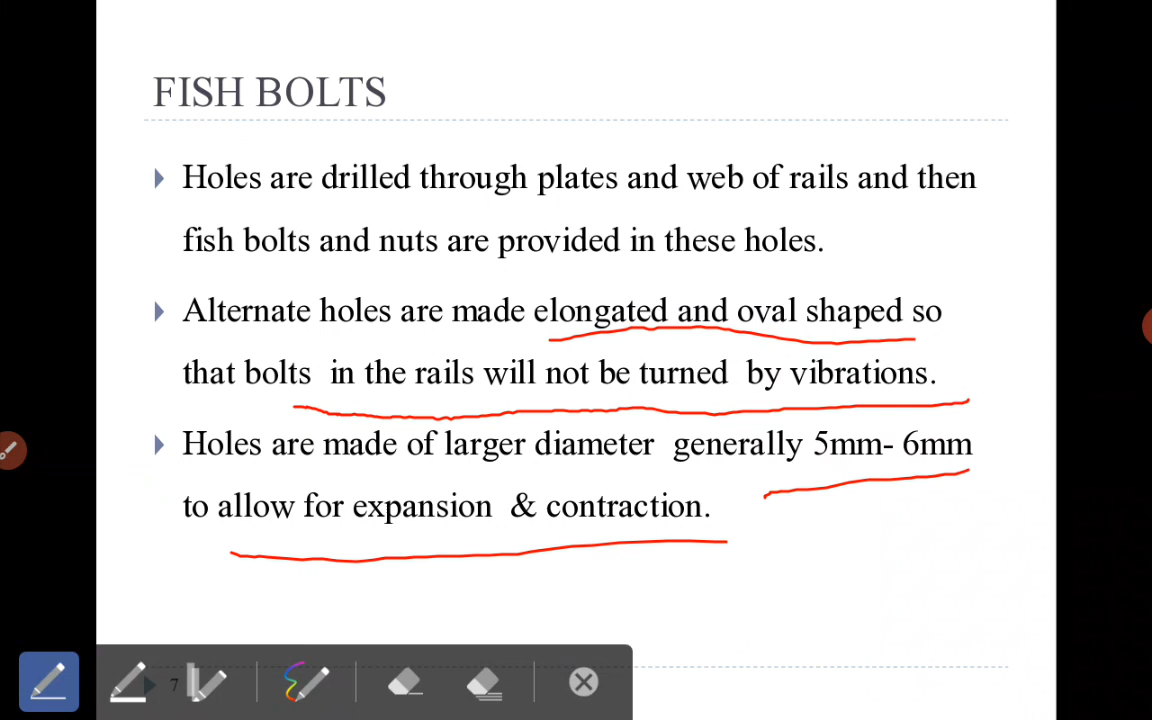 FISH BOLTS
Holes are drilled through plates and web of rails and then
fish bolts and nuts are provided in these holes.
Alternate holes are made elongated and oval shaped so
that bolts in the rails will not be turned by vibrations.
Holes are made of larger diameter generally 5mm- 6mm
to allow for expansion & contraction.
7